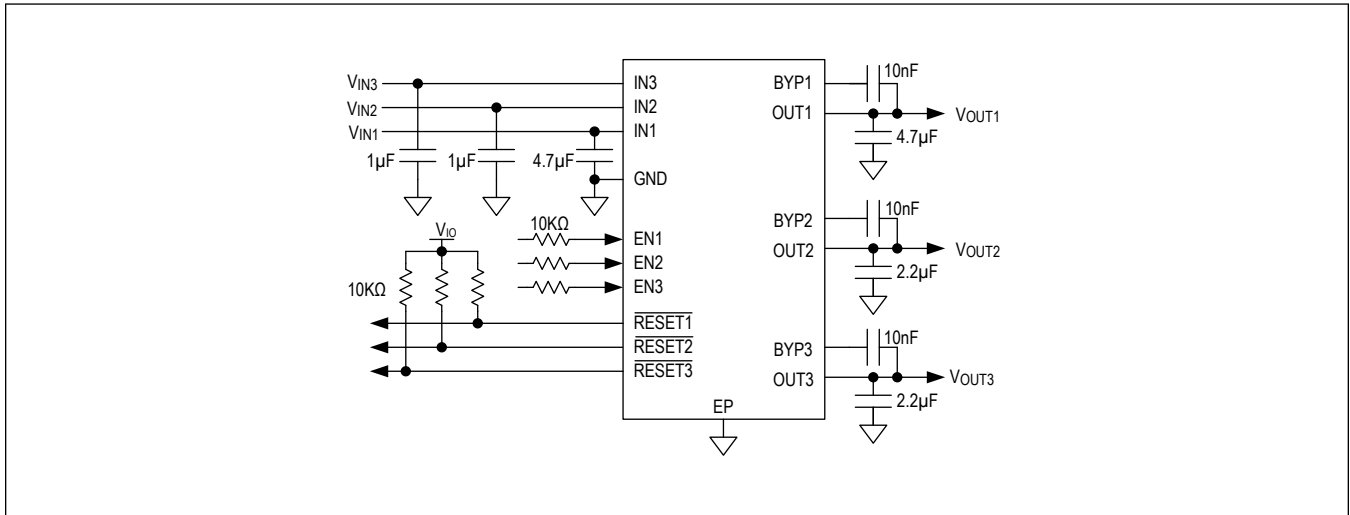 VIN3
VIN2
VIN1
1µF
1µF
4.7µF
VIO
10KΩ
10KΩ
IN3
IN2
IN1
GND
EN1
EN2
EN3
RESET1
RESET2
RESET3
EP
BYP1
OUT1
BYP2
OUT2
BYP3
OUT3
10nF
VOUT1
4.7µF
10nF
VOUT2
2.2µF
10nF
VOUT3
2.2µF